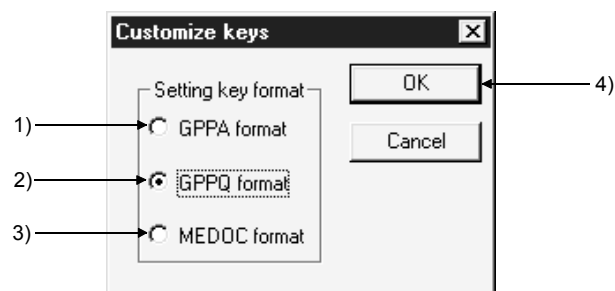 Customize keys
Setting key format
1) GPPA format
2) GPPQ format
3) MEDOC format
OK 4)
Cancel